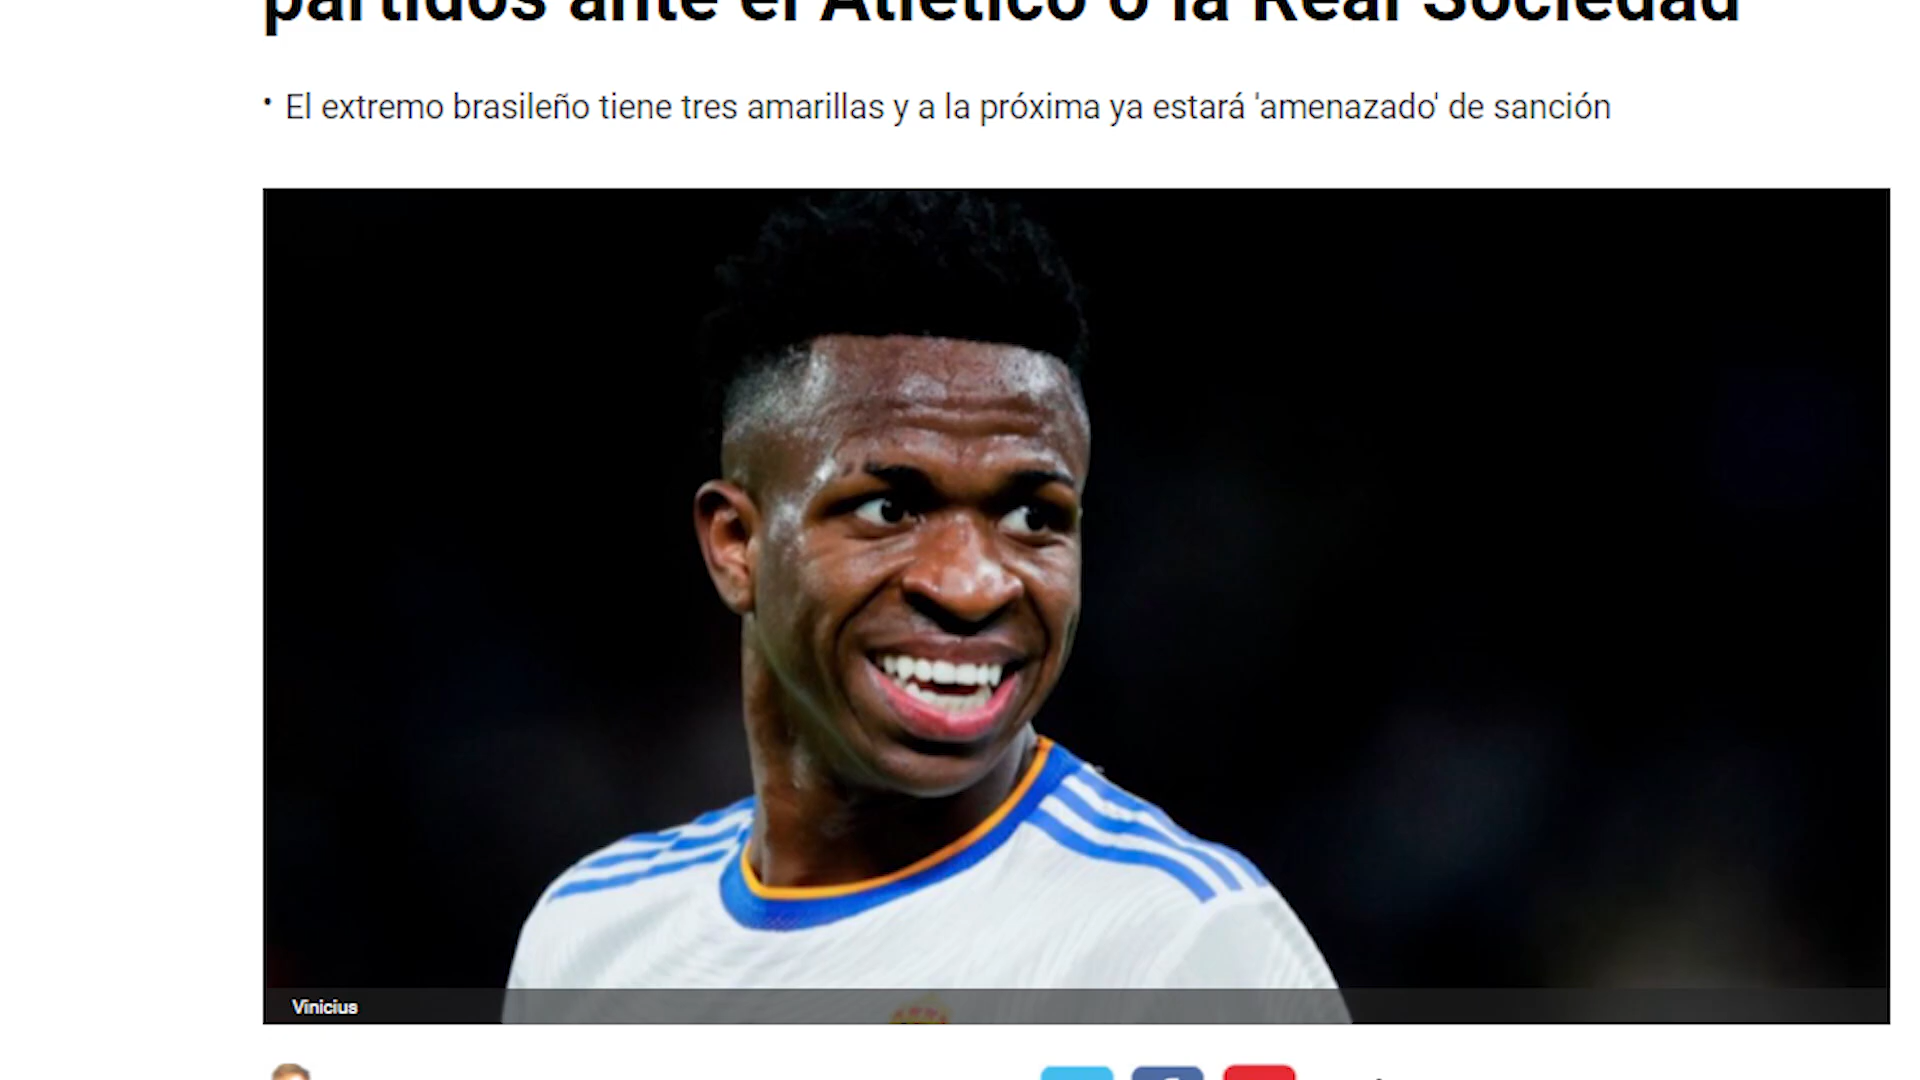 partidos ante el Atlético o la Real Sociedad
• El extremo brasileño tiene tres amarillas y a la próxima ya estará 'amenazado' de sanción
Vinicius